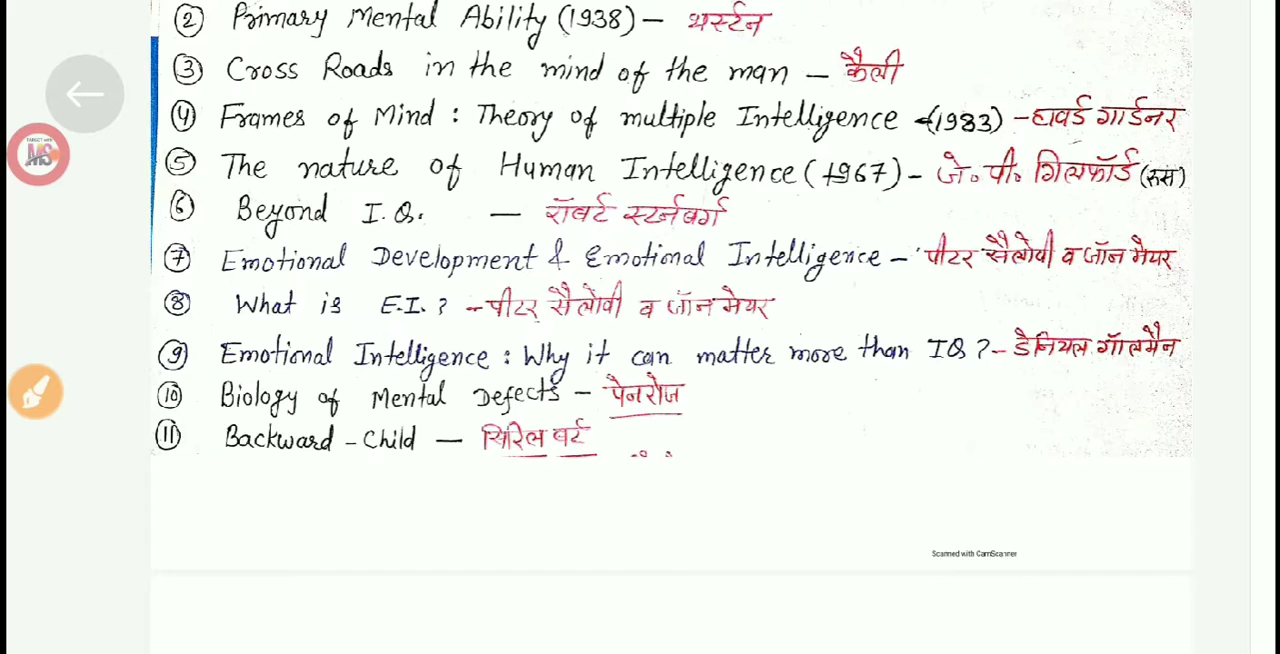 ② Primary Mental Ability (1938) – थर्स्टन
③ Cross Roads in the mind of the man – कैली
④ Frames of Mind : Theory of multiple Intelligence (1983) – हावर्ड गार्डनर
⑤ The nature of Human Intelligence (1967) – जे॰ पी॰ गिलफॉर्ड (रूस)
⑥ Beyond I.Q. – रॉबर्ट स्टर्नबर्ग
⑦ Emotional Development & Emotional Intelligence – पीटर सैलोवी व जॉन मेयर
⑧ What is E.I.? – पीटर सैलोवी व जॉन मेयर
⑨ Emotional Intelligence : Why it can matter more than IQ? – डेनियल गॉलमैन
⑩ Biology of Mental Defects – पैनरोज
⑪ Backward – Child – सिरिल बर्ट
MS
Scanned with CamScanner